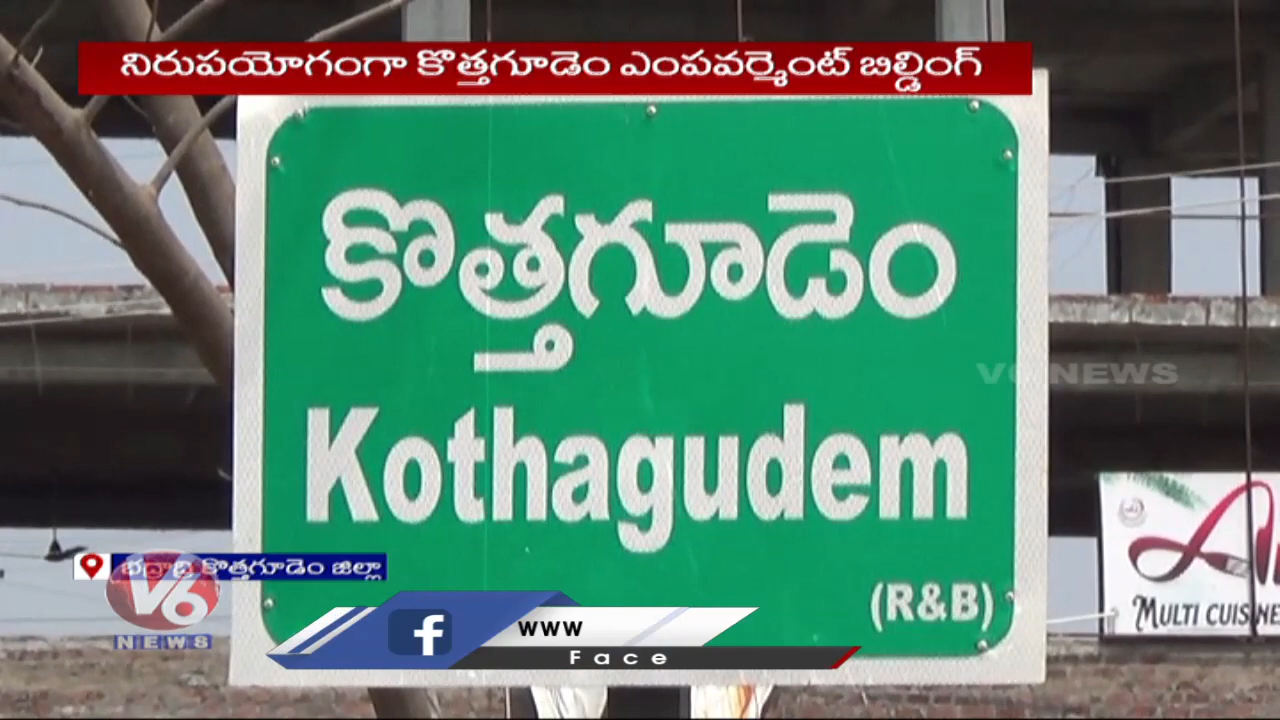 నిరుపయోగంగా కొత్తగూడెం ఎంపవర్మెంట్ బిల్డింగ్
కొత్తగూడెం
Kothagudem
(R&B)
V6 NEWS
MULTI CUISINE
కొత్తగూడెం జిల్లా
V6
NEWS
www
Face